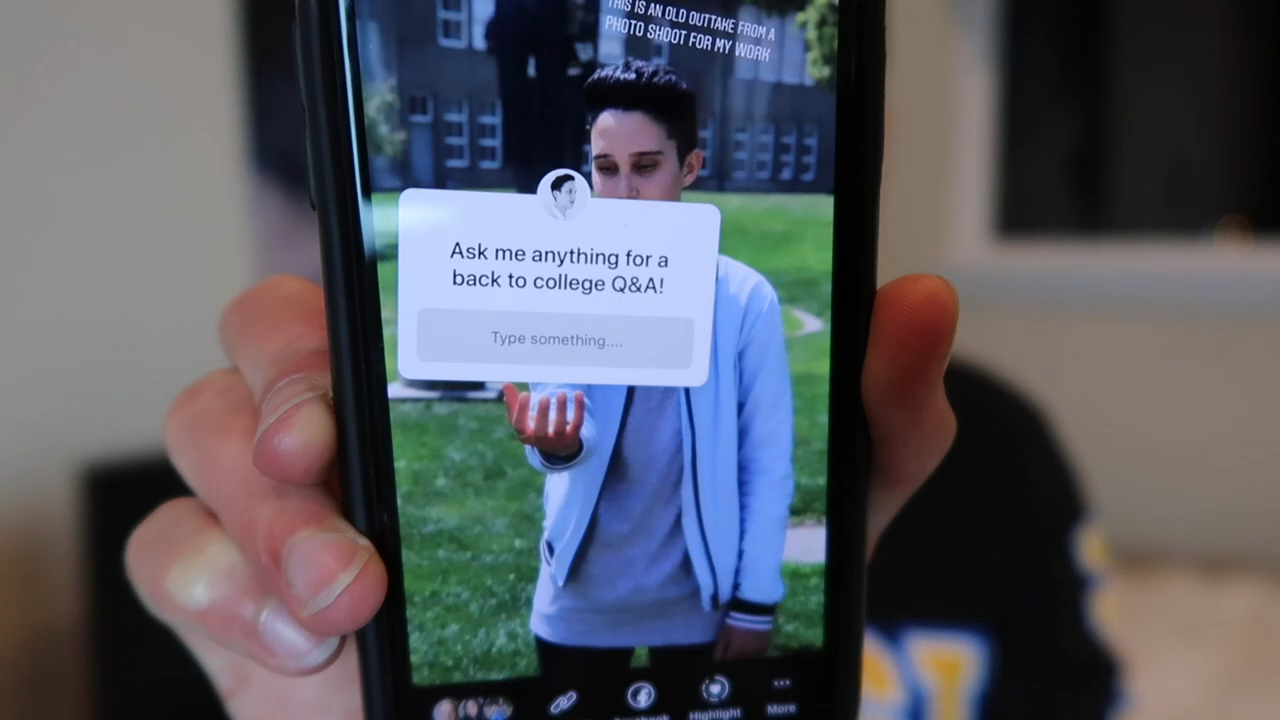 THIS IS AN OLD OUTTAKE FROM A
PHOTO SHOOT FOR MY WORK
Ask me anything for a
back to college Q&A!
Type something....
Highlight
More